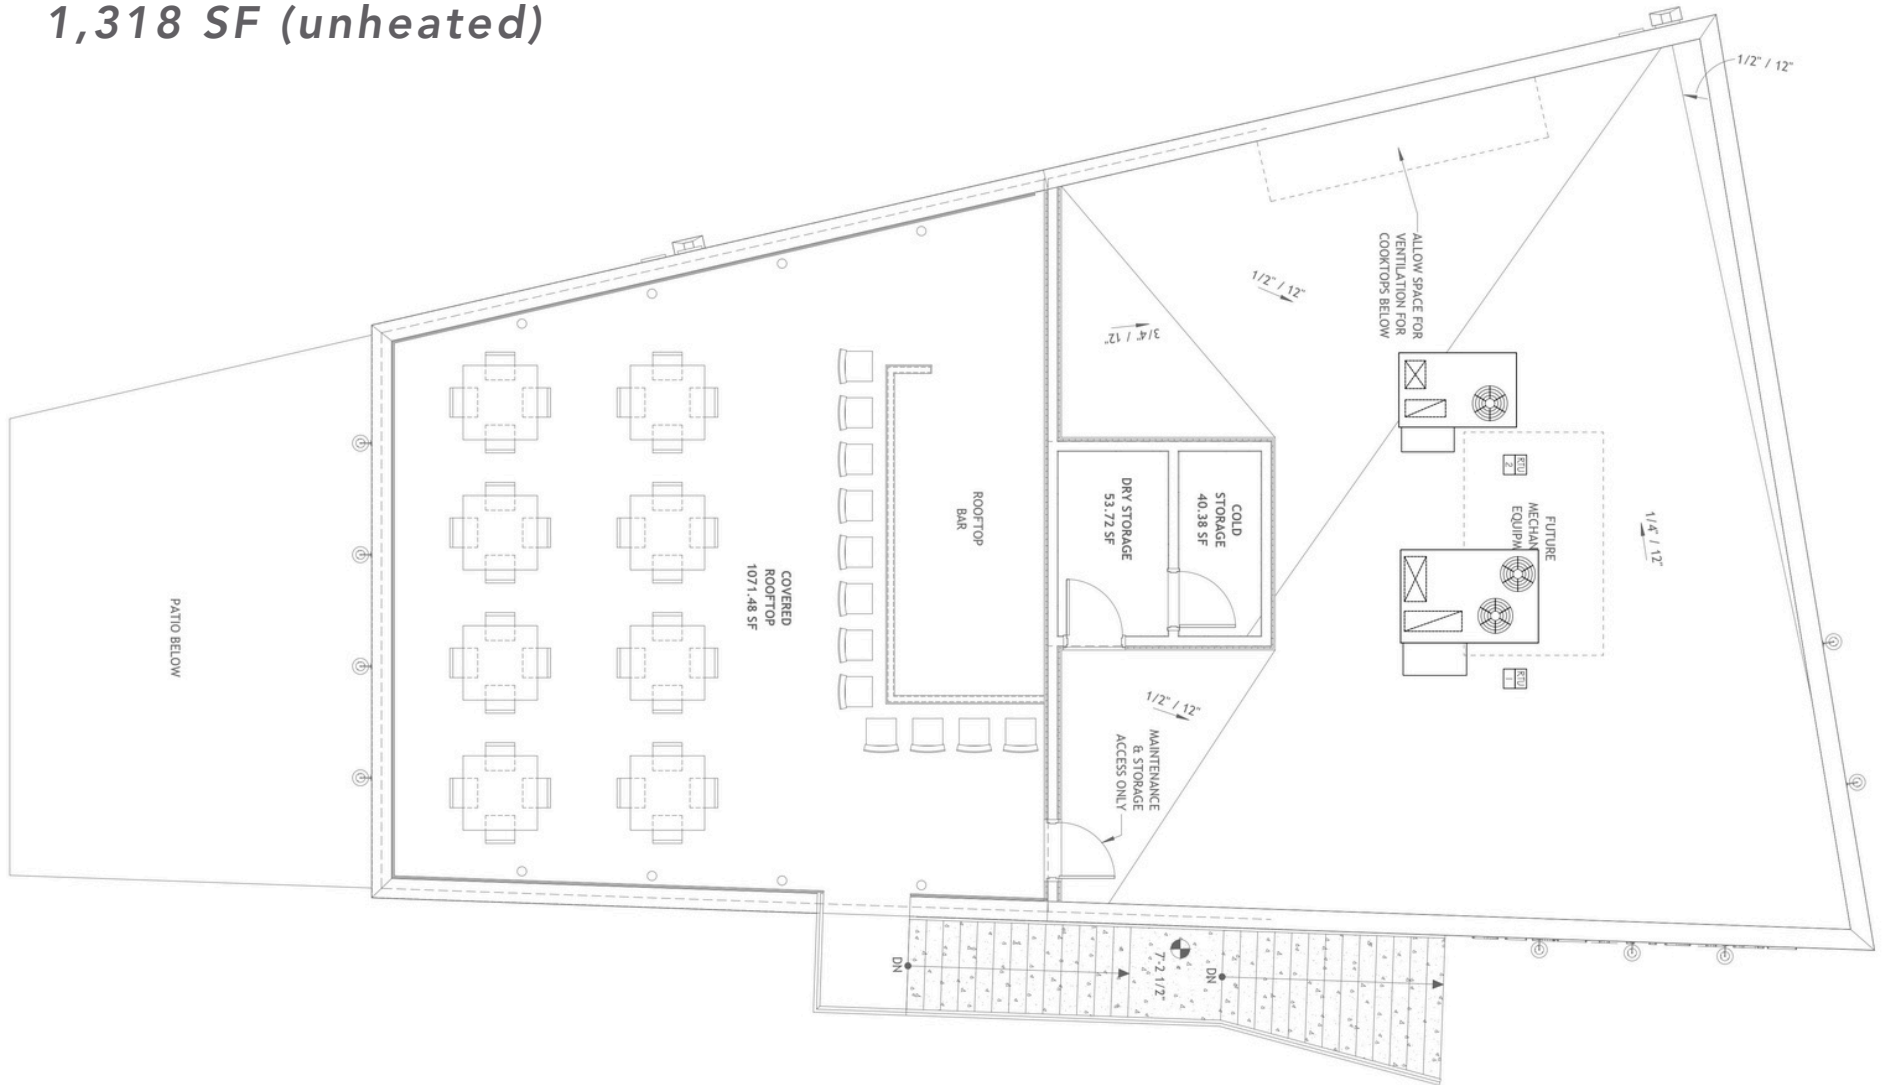 1,318 SF (unheated)
1/2" / 12"
ALLOW SPACE FOR
VENTILATION FOR
COOKTOPS BELOW
1/2" / 12"
3/4" / 12"
RTU
2
COLD
STORAGE
40.38 SF
DRY STORAGE
53.72 SF
ROOFTOP
BAR
FUTURE
MECHAN
EQUIPM
1/4" / 12"
COVERED
ROOFTOP
1071.48 SF
PATIO BELOW
RTU
1
1/2" / 12"
MAINTENANCE
& STORAGE
ACCESS ONLY
DN
7'-2 1/2"
DN